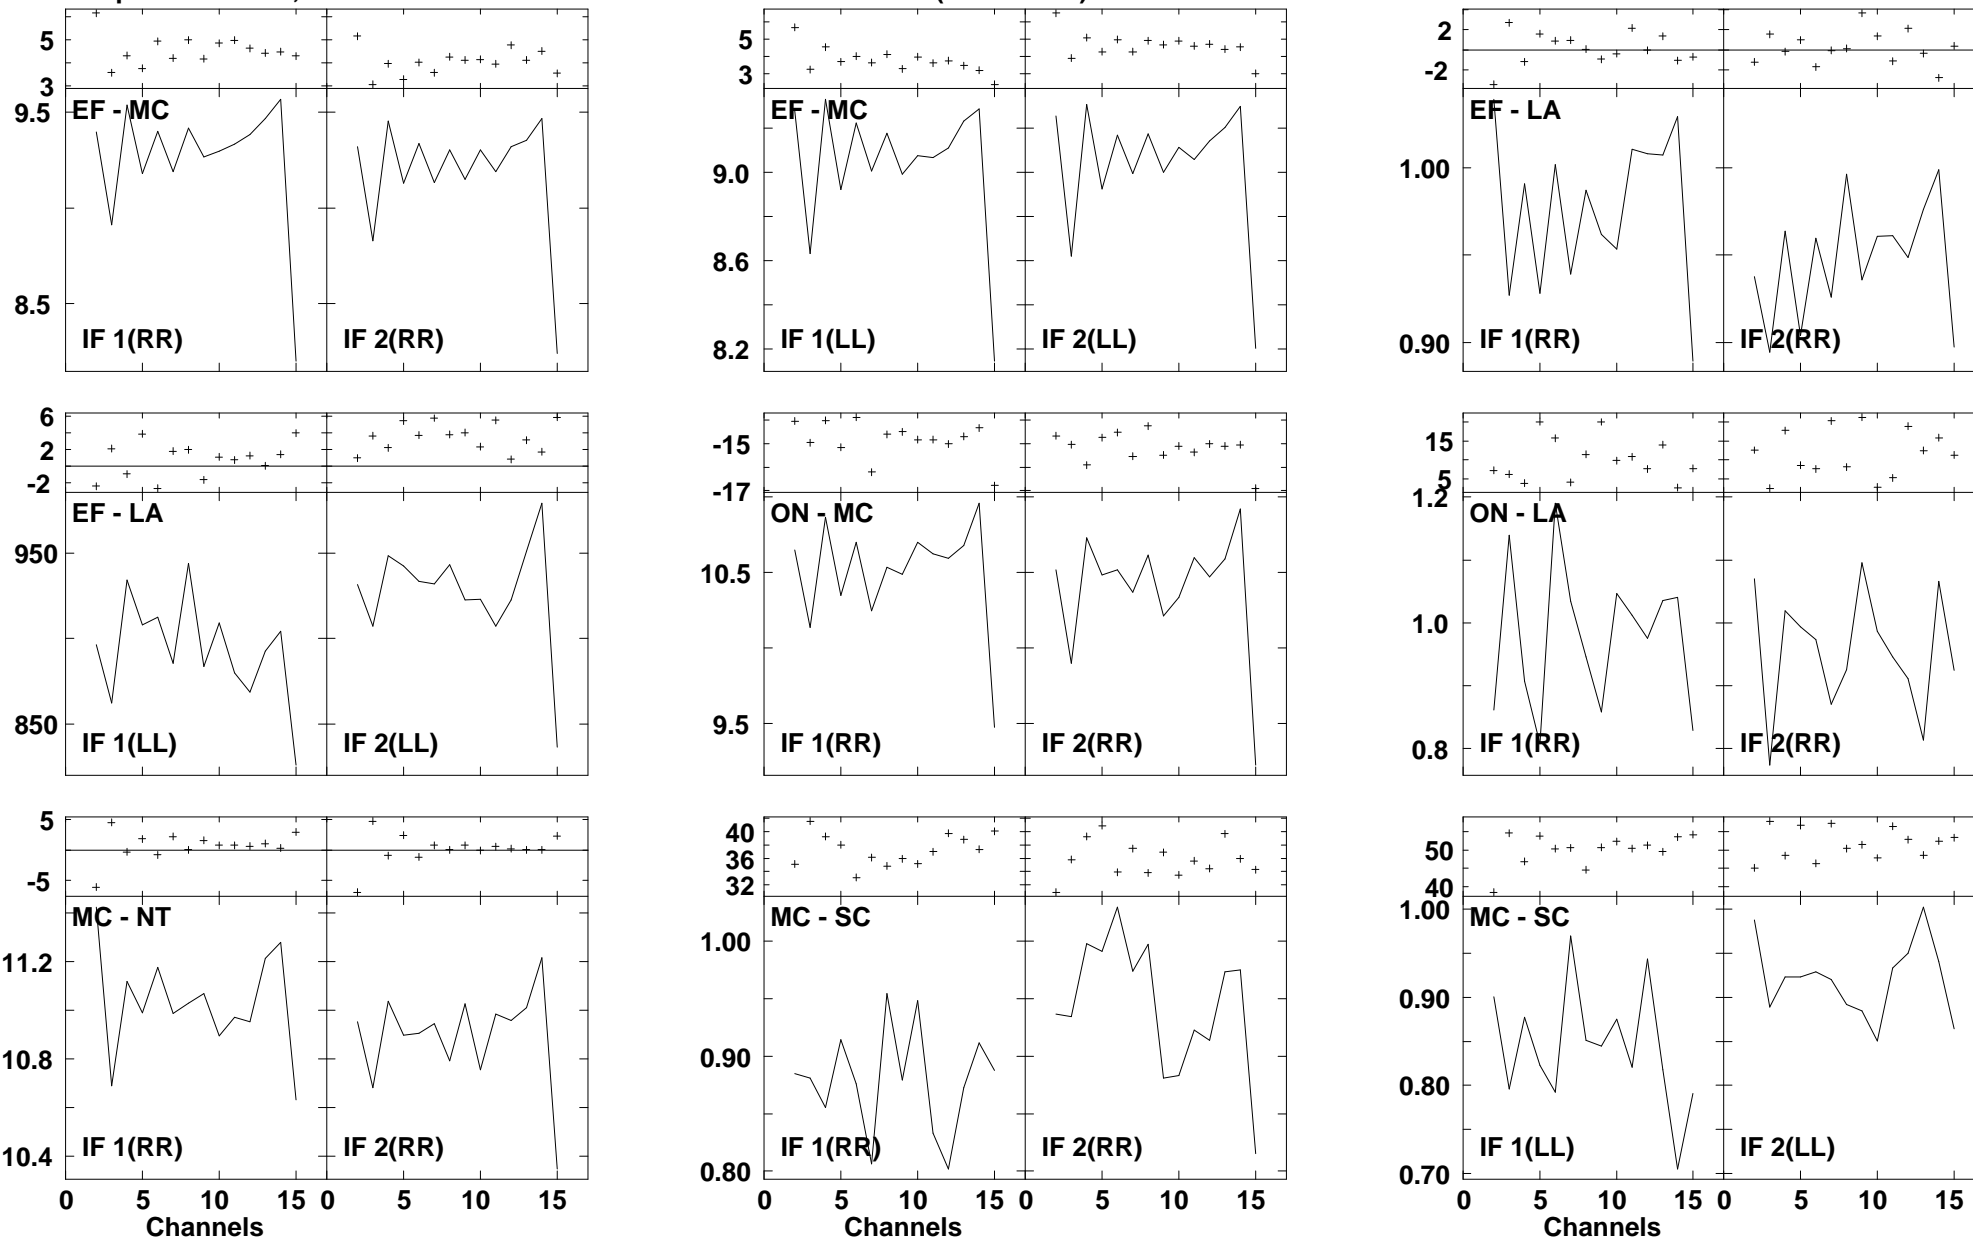 5
3
EF - MC
9.5
8.5
IF 1(RR)
IF 2(RR)
5
3
EF - MC
9.0
8.6
8.2
IF 1(LL)
IF 2(LL)
2
-2
EF - LA
1.00
0.90
IF 1(RR)
IF 2(RR)
6
2
-2
EF - LA
950
850
IF 1(LL)
IF 2(LL)
-15
-17
ON - MC
10.5
9.5
IF 1(RR)
IF 2(RR)
15
5
1.2
ON - LA
1.0
0.8
IF 1(RR)
IF 2(RR)
5
-5
MC - NT
11.2
10.8
10.4
IF 1(RR)
IF 2(RR)
0 5 10 15 0 5 10 15
Channels
40
36
32
MC - SC
1.00
0.90
0.80
IF 1(RR)
IF 2(RR)
0 5 10 15 0 5 10 15
Channels
50
40
1.00
MC - SC
0.90
0.80
0.70
IF 1(LL)
IF 2(LL)
0 5 10 15 0 5 10 15
Channels